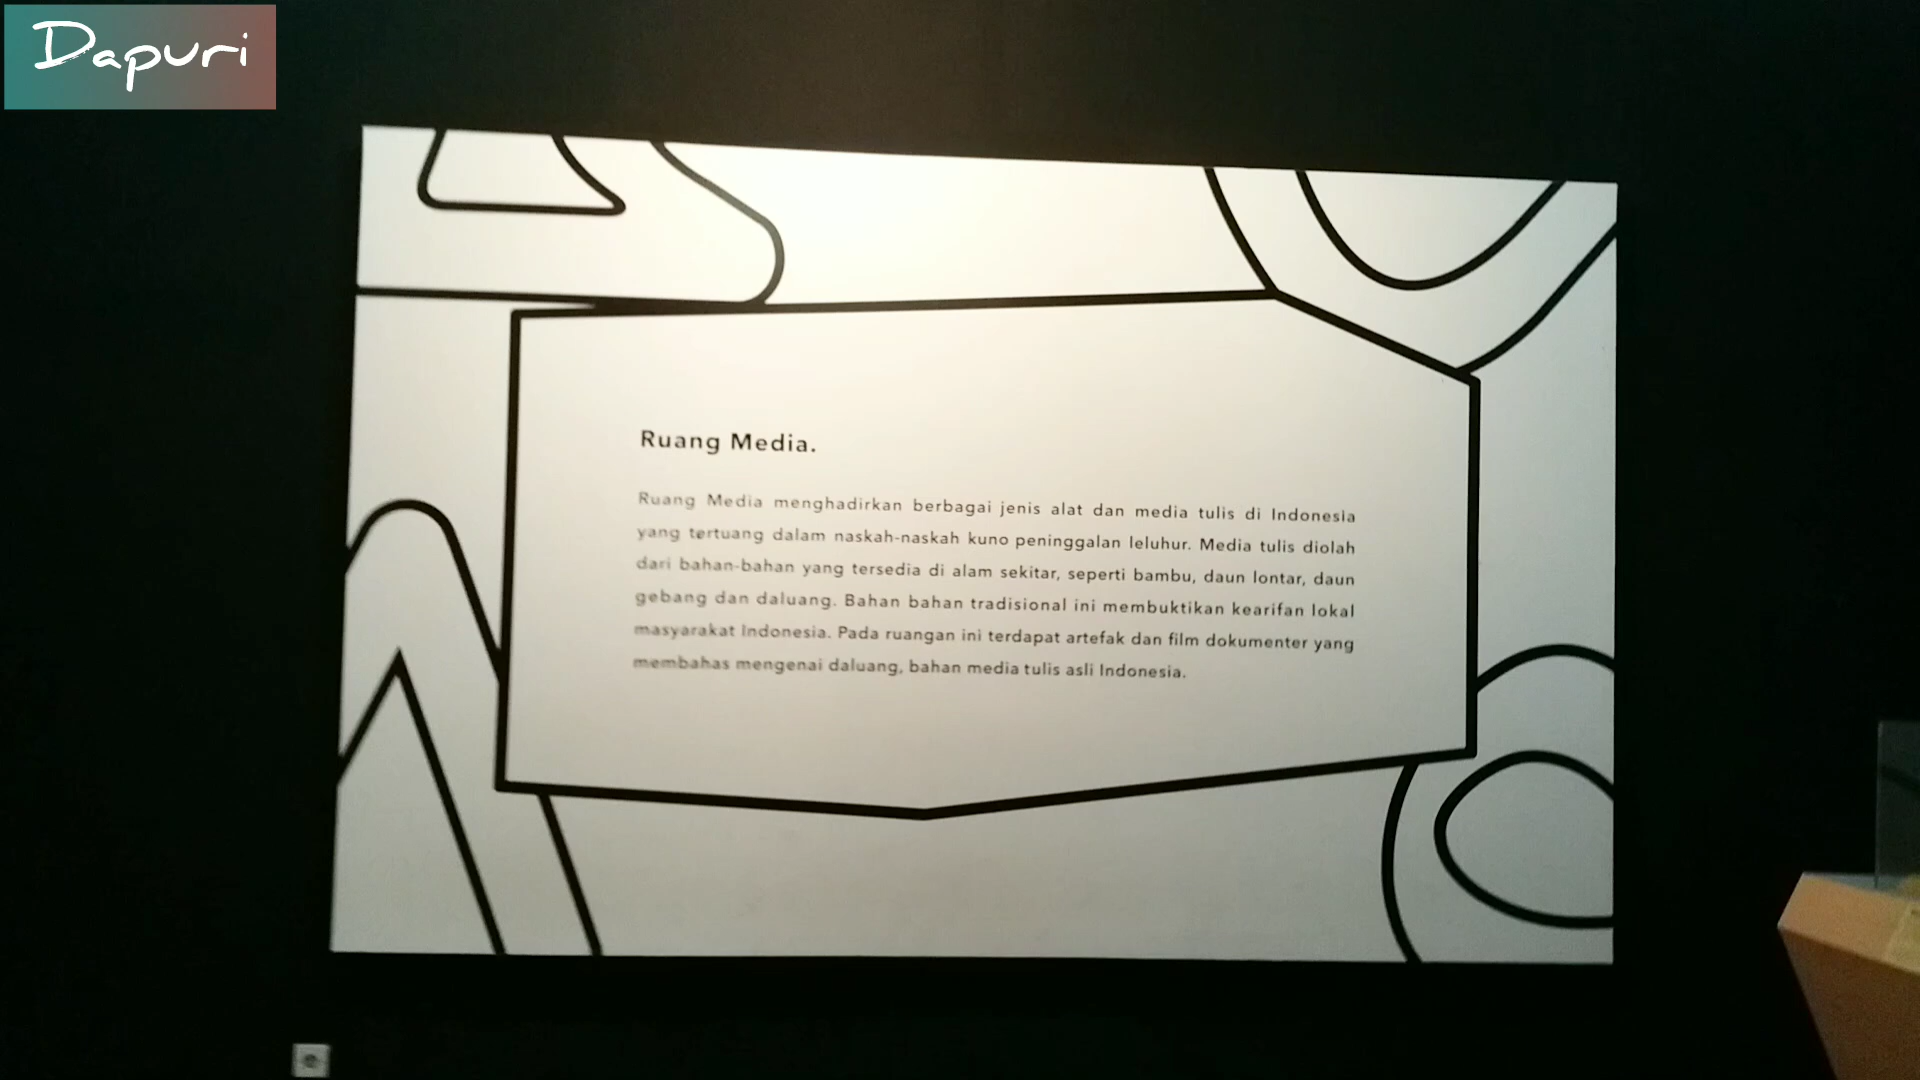 Dapuri
Ruang Media.
Ruang Media menghadirkan berbagai jenis alat dan media tulis di Indonesia
yang tertuang dalam naskah-naskah kuno peninggalan leluhur. Media tulis diolah
dari bahan-bahan yang tersedia di alam sekitar, seperti bambu, daun lontar, daun
gebang dan daluang. Bahan bahan tradisional ini membuktikan kearifan lokal
masyarakat Indonesia. Pada ruangan ini terdapat artefak dan film dokumenter yang
membahas mengenai daluang, bahan media tulis asli Indonesia.